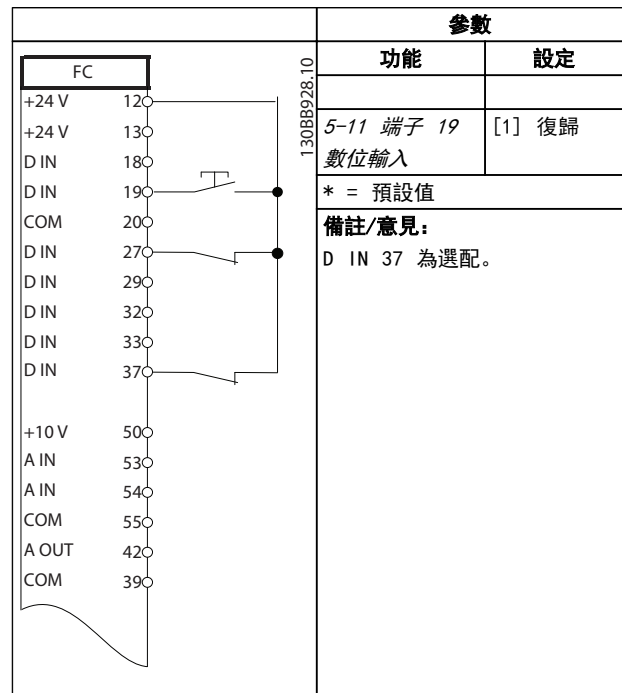 參數
功能
設定
5-11 端子 19
數位輸入
[1] 復歸
* = 預設值
備註/意見:
D IN 37 為選配。
FC
+24 V 12
+24 V 13
D IN 18
D IN 19
COM 20
D IN 27
D IN 29
D IN 32
D IN 33
D IN 37
+10 V 50
A IN 53
A IN 54
COM 55
A OUT 42
COM 39
130BB928.10